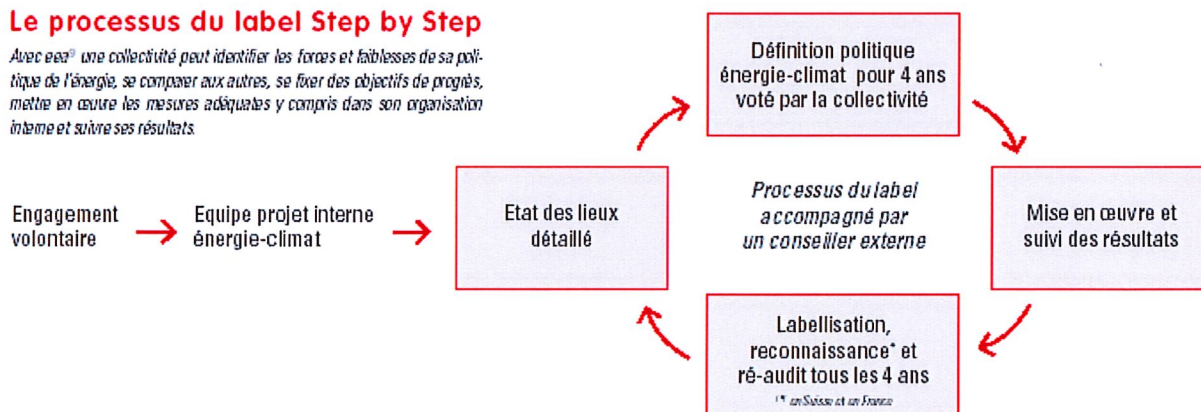 Le processus du label Step by Step
Avec eea® une collectivité peut identifier les forces et faiblesses de sa poli-
tique de l'énergie, se comparer aux autres, se fixer des objectifs de progrès,
mettre en œuvre les mesures adéquates y compris dans son organisation
interne et suivre ses résultats.
Engagement
volontaire
Equipe projet interne
énergie-climat
Etat des lieux
détaillé
Définition politique
énergie-climat pour 4 ans
voté par la collectivité
Processus du label
accompagné par
un conseiller externe
Mise en œuvre et
suivi des résultats
Labellisation,
reconnaissance* et
ré-audit tous les 4 ans
(* en Suisse et en France